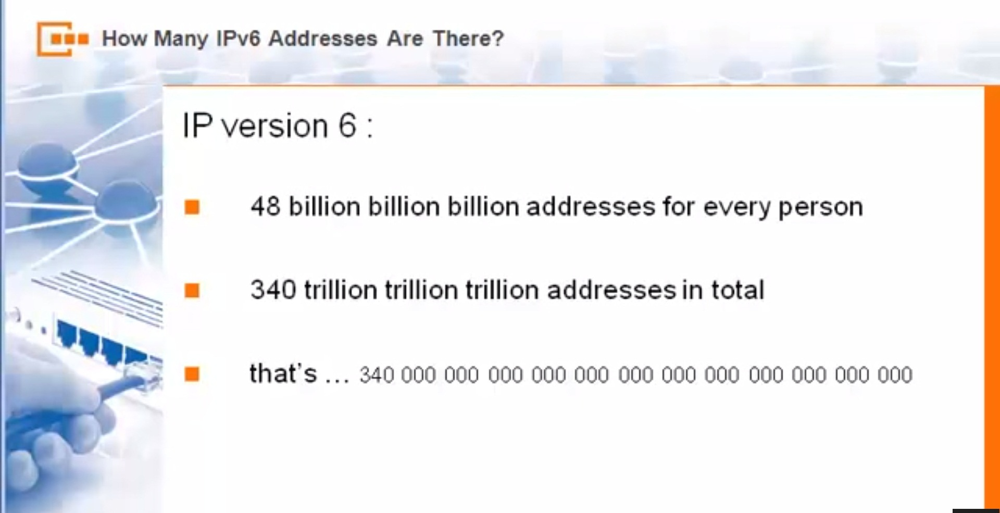 How Many IPv6 Addresses Are There?
IP version 6 :
48 billion billion billion addresses for every person
340 trillion trillion trillion addresses in total
that's ... 340 000 000 000 000 000 000 000 000 000 000 000 000